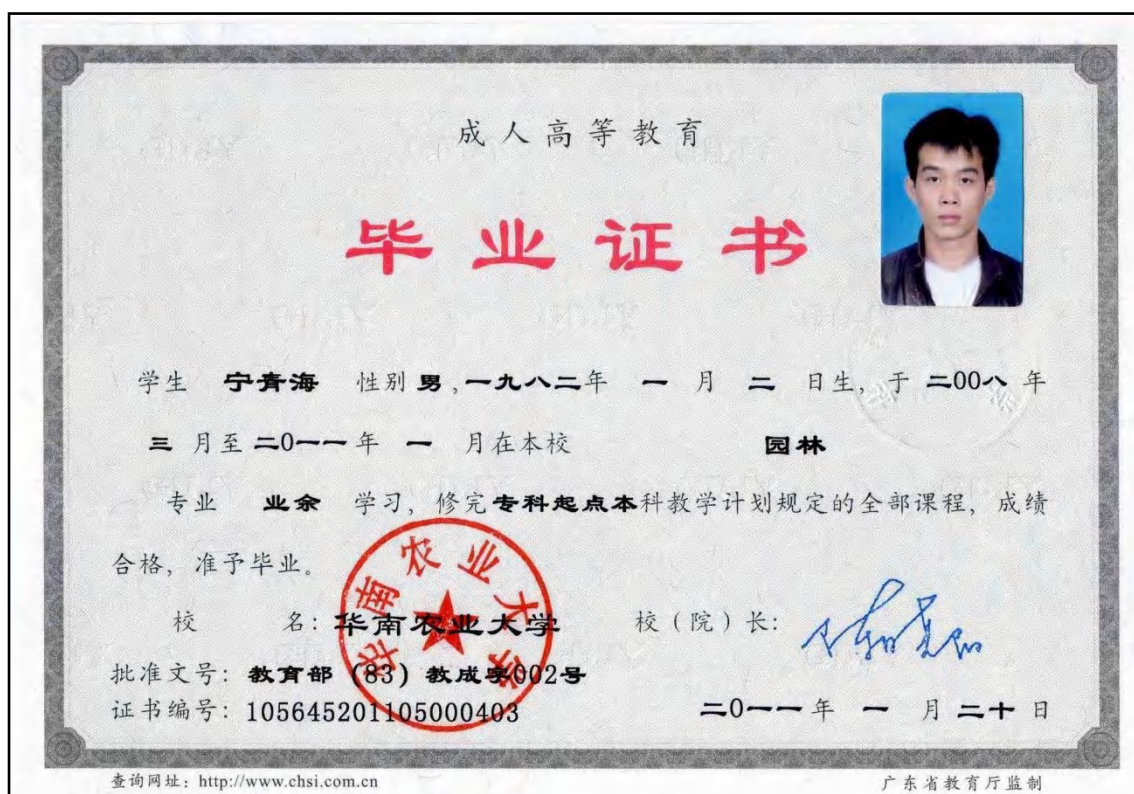 成人高等教育
毕业证书
学生 宁青海 性别 男,一九八二年 一 月 二 日生, 于 二00八 年
三 月至 二0一一 年 一 月在本校 园林
专业 业余 学习, 修完 专科起点本科教学计划规定的全部课程, 成绩
合格, 准予毕业。
校 名: 华南农业大学 校(院)长:
华南农业大学
批准文号: 教育部 (83) 教成字002号
证书编号: 105645201105000403 二0一一 年 一 月 二十 日
查询网址: http://www.chsi.com.cn 广东省教育厅监制